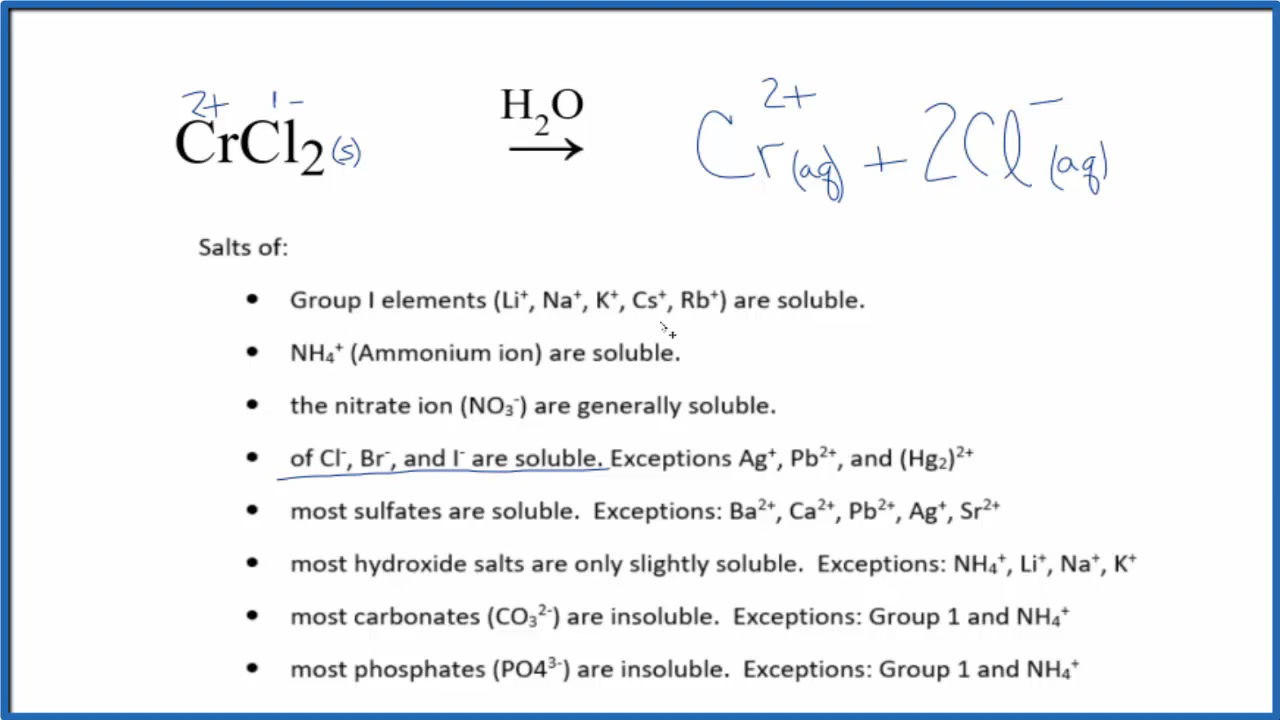 2+ 1-
CrCl₂(s) H₂O → Cr²⁺(aq) + 2Cl⁻(aq)
Salts of:
• Group I elements (Li⁺, Na⁺, K⁺, Cs⁺, Rb⁺) are soluble.
• NH₄⁺ (Ammonium ion) are soluble.
• the nitrate ion (NO₃⁻) are generally soluble.
• of Cl⁻, Br⁻, and I⁻ are soluble. Exceptions Ag⁺, Pb²⁺, and (Hg₂)²⁺
• most sulfates are soluble. Exceptions: Ba²⁺, Ca²⁺, Pb²⁺, Ag⁺, Sr²⁺
• most hydroxide salts are only slightly soluble. Exceptions: NH₄⁺, Li⁺, Na⁺, K⁺
• most carbonates (CO₃²⁻) are insoluble. Exceptions: Group 1 and NH₄⁺
• most phosphates (PO4³⁻) are insoluble. Exceptions: Group 1 and NH₄⁺